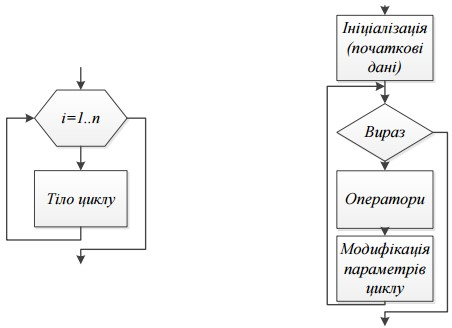 i=1..n
Тіло циклу
Ініціалізація
(початкові
дані)
Вираз
Оператори
Модифікація
параметрів
циклу